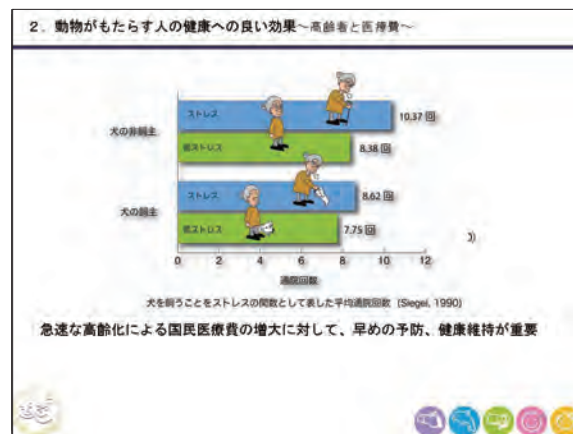 ２．動物がもたらす人の健康への良い効果～高齢者と医療費～
犬の非飼主
ストレス
10.37 回
低ストレス
8.38 回
犬の飼主
ストレス
8.62 回
低ストレス
7.75 回
0 2 4 6 8 10 12
通院回数
犬を飼うことをストレスの関数として表した平均通院回数 (Siegel, 1990)
急速な高齢化による国民医療費の増大に対して、早めの予防、健康維持が重要